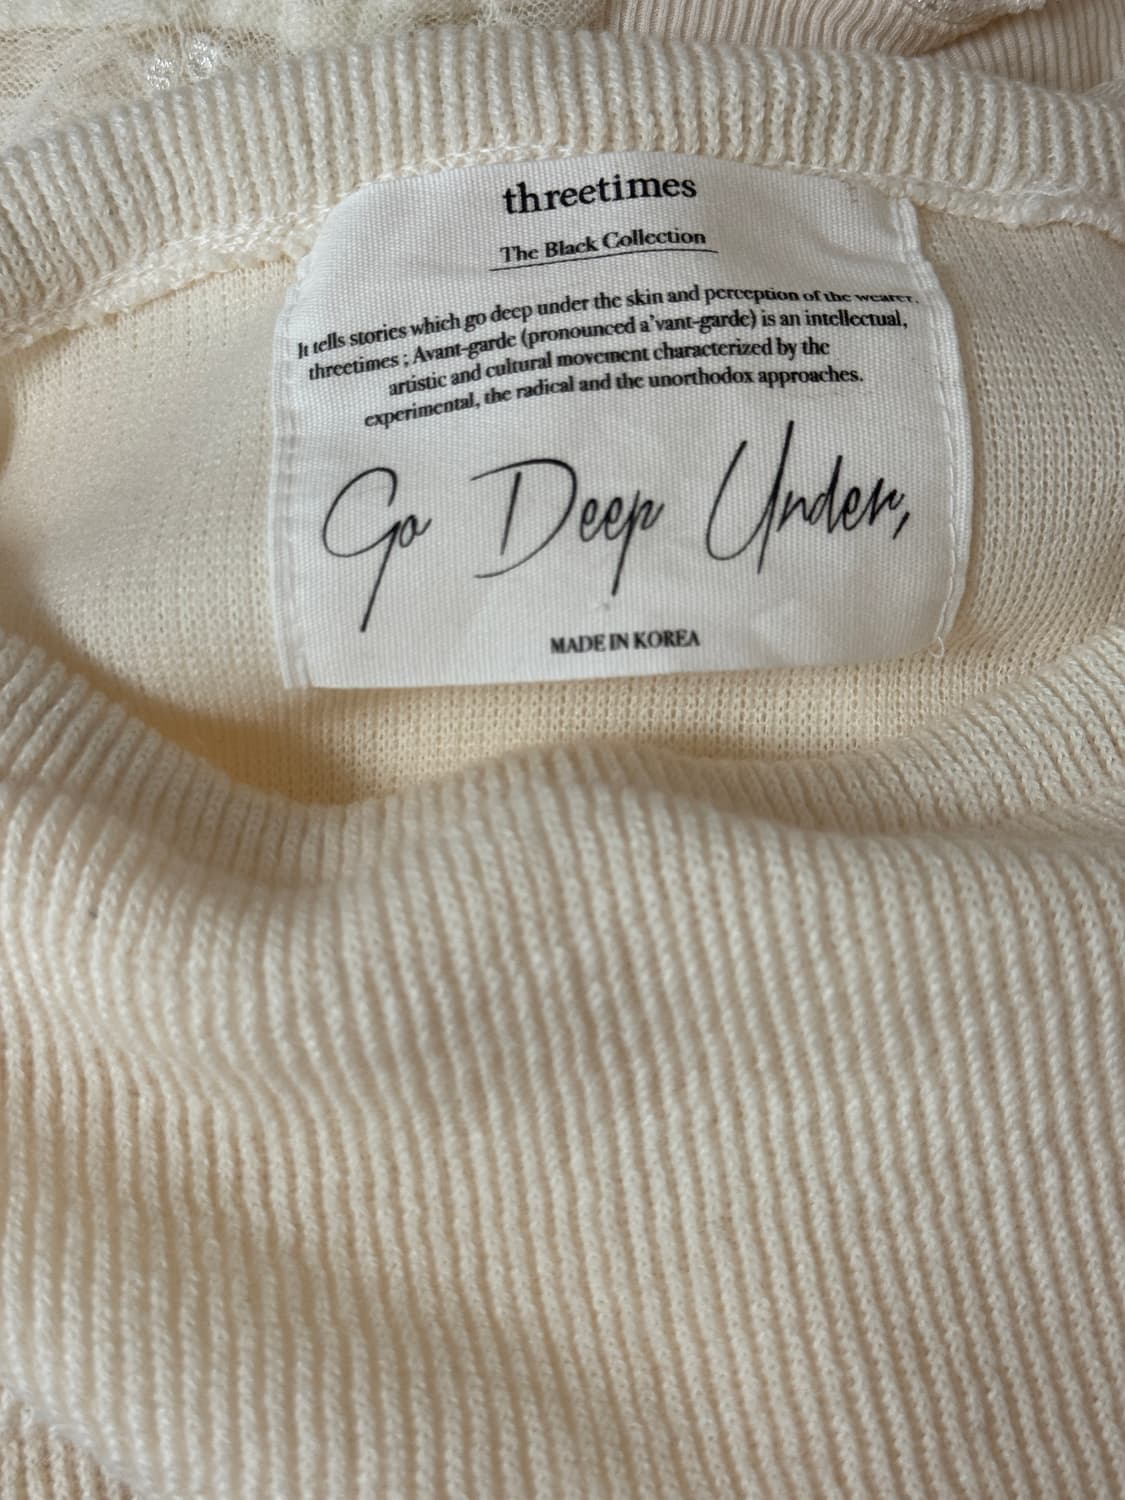 threetimes
The Black Collection
It tells stories which go deep under the skin and perception of the wearer.
threetimes ; Avant-garde (pronounced a'vant-garde) is an intellectual,
artistic and cultural movement characterized by the
experimental, the radical and the unorthodox approaches.
Go Deep Under,
MADE IN KOREA